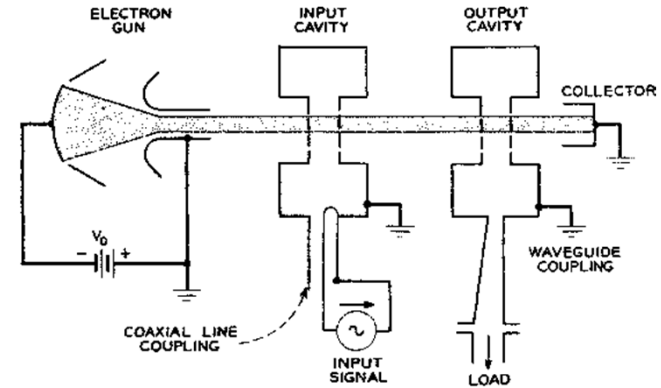 ELECTRON
GUN
INPUT
CAVITY
OUTPUT
CAVITY
COLLECTOR
V₀
− +
WAVEGUIDE
COUPLING
COAXIAL LINE
COUPLING
~
INPUT
SIGNAL
LOAD